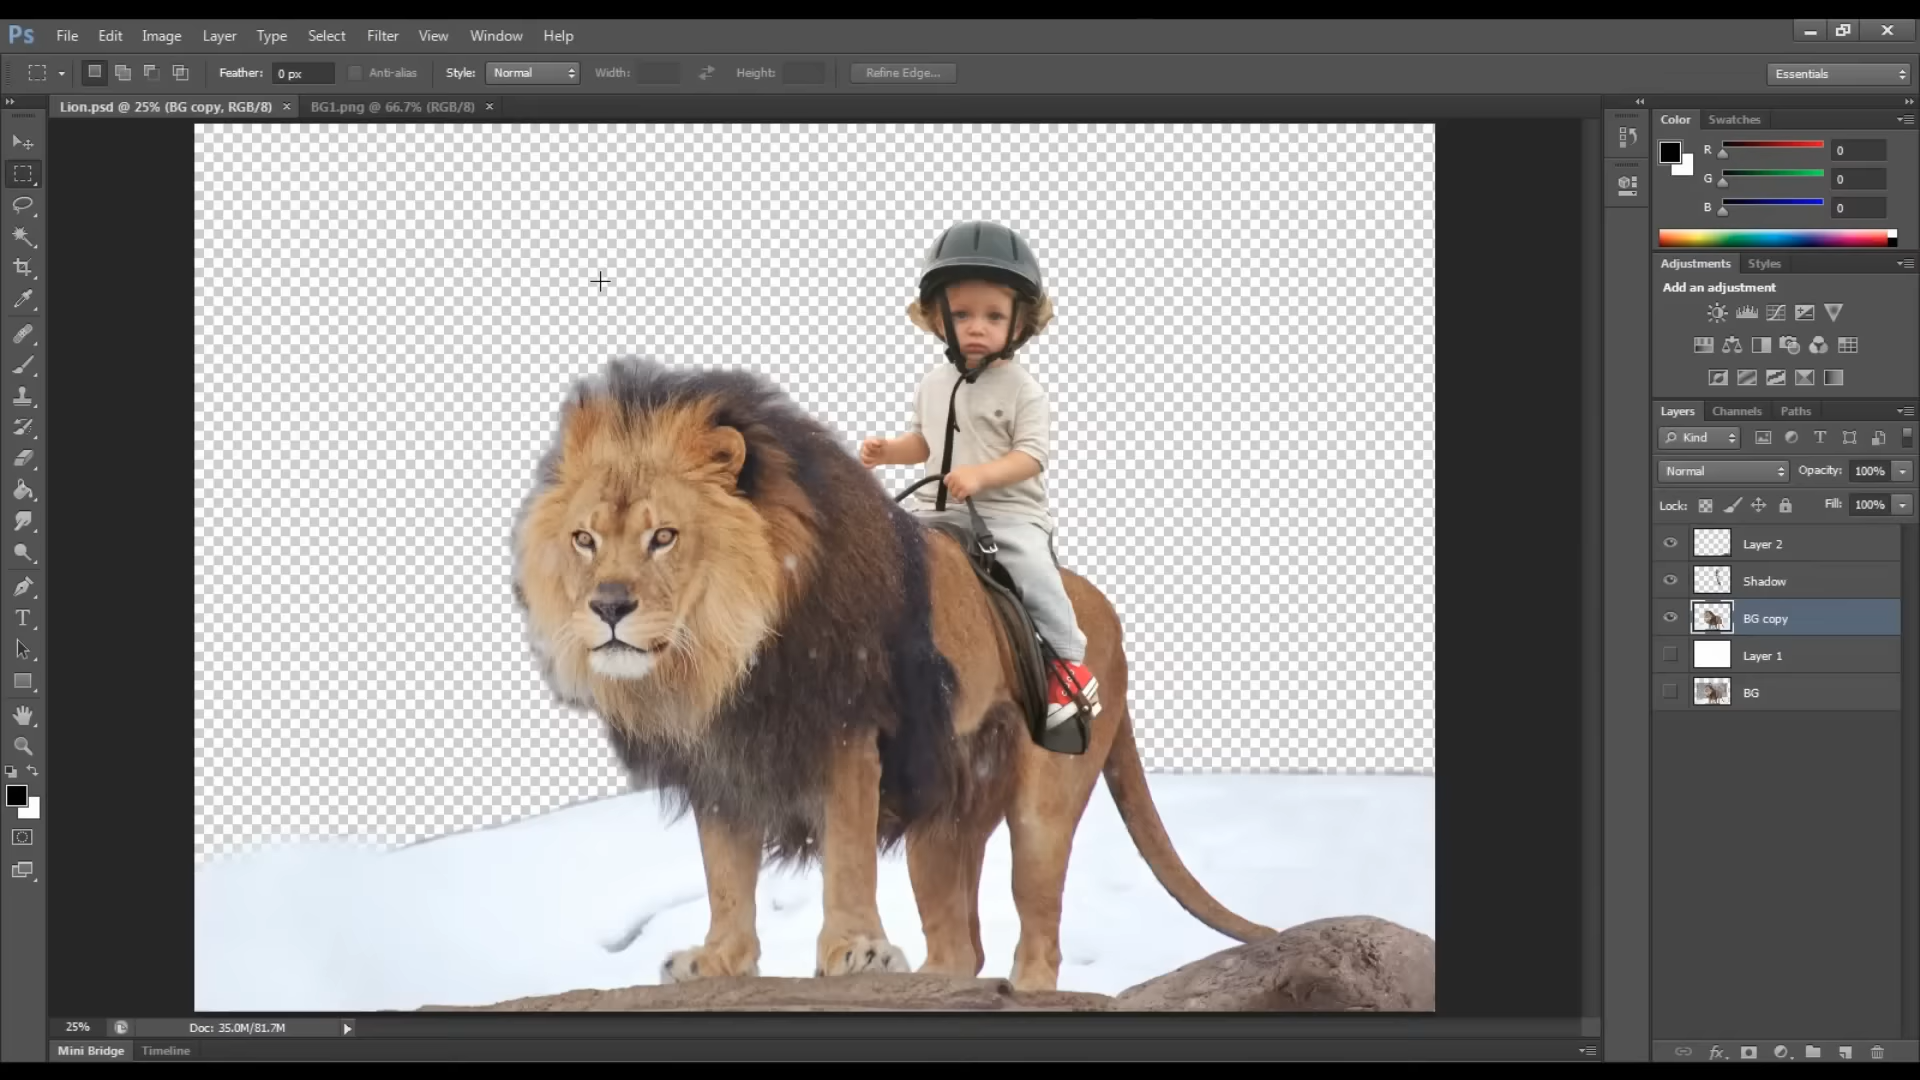 Ps File Edit Image Layer Type Select Filter View Window Help
Feather: 0 px Anti-alias Style: Normal Width: Height: Refine Edge... Essentials
Lion.psd @ 25% (BG copy, RGB/8) × BG1.png @ 66.7% (RGB/8) ×
Color Swatches
R 0
G 0
B 0
Adjustments Styles
Add an adjustment
Layers Channels Paths
Kind
Normal Opacity: 100%
Lock: Fill: 100%
Layer 2
Shadow
BG copy
Layer 1
BG
25% Doc: 35.0M/81.7M
Mini Bridge Timeline